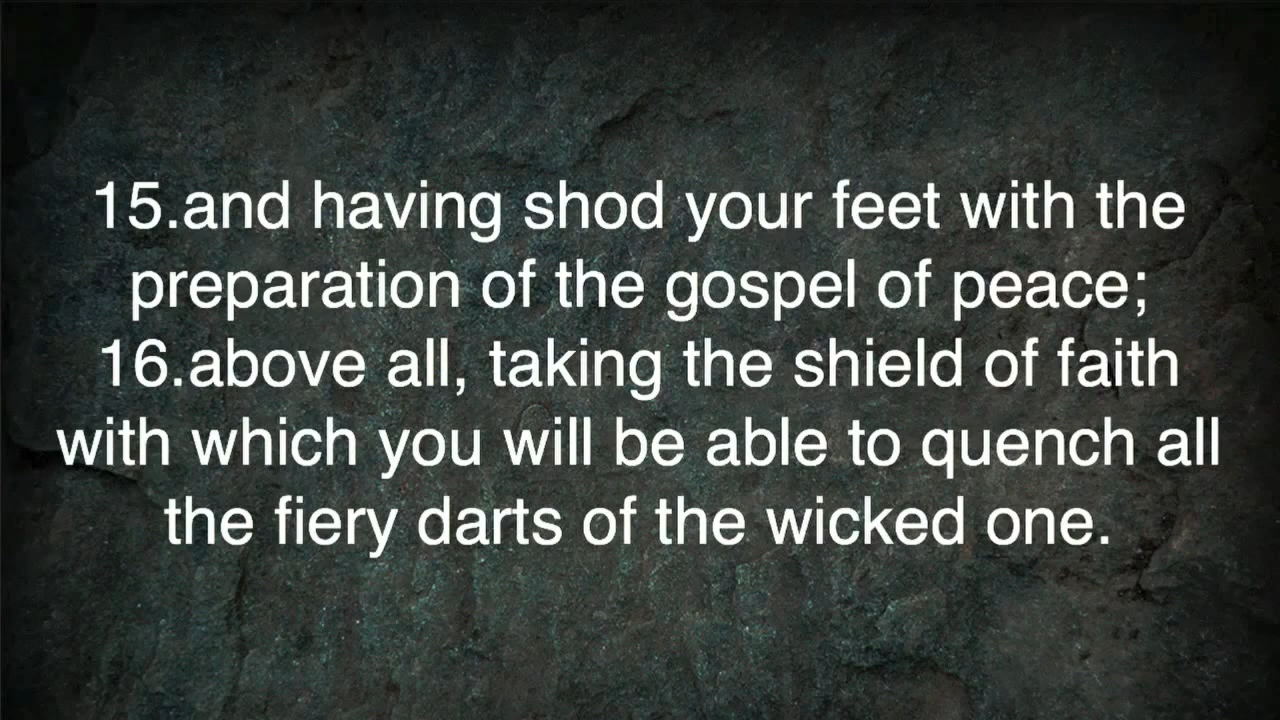 15.and having shod your feet with the
preparation of the gospel of peace;
16.above all, taking the shield of faith
with which you will be able to quench all
the fiery darts of the wicked one.